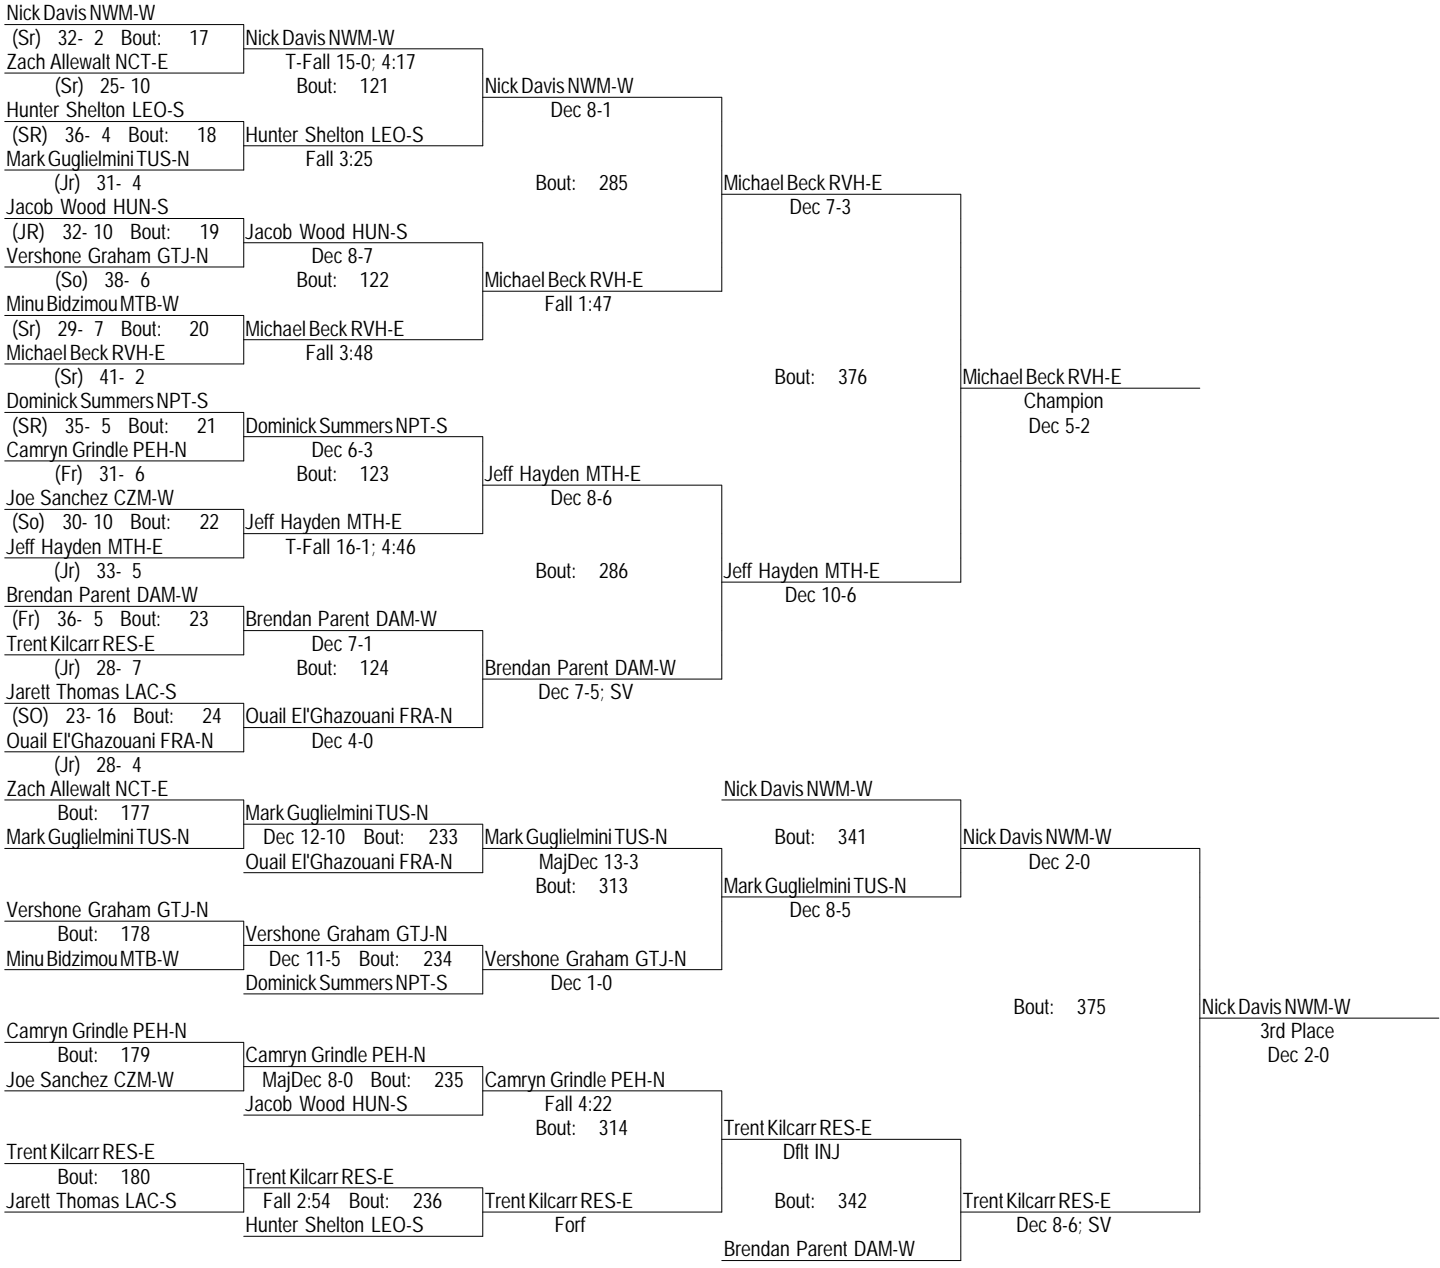 Nick Davis NWM-W
(Sr) 32- 2 Bout: 17 Nick Davis NWM-W
Zach Allewalt NCT-E T-Fall 15-0; 4:17
(Sr) 25- 10 Bout: 121 Nick Davis NWM-W
Hunter Shelton LEO-S Dec 8-1
(SR) 36- 4 Bout: 18 Hunter Shelton LEO-S
Mark Guglielmini TUS-N Fall 3:25
(Jr) 31- 4 Bout: 285 Michael Beck RVH-E
Jacob Wood HUN-S Dec 7-3
(JR) 32- 10 Bout: 19 Jacob Wood HUN-S
Vershone Graham GTJ-N Dec 8-7
(So) 38- 6 Bout: 122 Michael Beck RVH-E
Minu Bidzimou MTB-W Fall 1:47
(Sr) 29- 7 Bout: 20 Michael Beck RVH-E
Michael Beck RVH-E Fall 3:48
(Sr) 41- 2 Bout: 376 Michael Beck RVH-E
Dominick Summers NPT-S Champion
(SR) 35- 5 Bout: 21 Dominick Summers NPT-S Dec 5-2
Camryn Grindle PEH-N Dec 6-3
(Fr) 31- 6 Bout: 123 Jeff Hayden MTH-E
Joe Sanchez CZM-W Dec 8-6
(So) 30- 10 Bout: 22 Jeff Hayden MTH-E
Jeff Hayden MTH-E T-Fall 16-1; 4:46
(Jr) 33- 5 Bout: 286 Jeff Hayden MTH-E
Brendan Parent DAM-W Dec 10-6
(Fr) 36- 5 Bout: 23 Brendan Parent DAM-W
Trent Kilcarr RES-E Dec 7-1
(Jr) 28- 7 Bout: 124 Brendan Parent DAM-W
Jarett Thomas LAC-S Dec 7-5; SV
(SO) 23- 16 Bout: 24 Ouail El'Ghazouani FRA-N
Ouail El'Ghazouani FRA-N Dec 4-0
(Jr) 28- 4
Zach Allewalt NCT-E Nick Davis NWM-W
Bout: 177 Mark Guglielmini TUS-N
Mark Guglielmini TUS-N Dec 12-10 Bout: 233 Mark Guglielmini TUS-N Bout: 341 Nick Davis NWM-W
Ouail El'Ghazouani FRA-N MajDec 13-3 Dec 2-0
Bout: 313 Mark Guglielmini TUS-N
Vershone Graham GTJ-N Dec 8-5
Bout: 178 Vershone Graham GTJ-N
Minu Bidzimou MTB-W Dec 11-5 Bout: 234 Vershone Graham GTJ-N
Dominick Summers NPT-S Dec 1-0
Bout: 375 Nick Davis NWM-W
Camryn Grindle PEH-N 3rd Place
Bout: 179 Camryn Grindle PEH-N Dec 2-0
Joe Sanchez CZM-W MajDec 8-0 Bout: 235 Camryn Grindle PEH-N
Jacob Wood HUN-S Fall 4:22
Bout: 314 Trent Kilcarr RES-E
Trent Kilcarr RES-E Dflt INJ
Bout: 180 Trent Kilcarr RES-E
Jarett Thomas LAC-S Fall 2:54 Bout: 236 Trent Kilcarr RES-E Bout: 342 Trent Kilcarr RES-E
Hunter Shelton LEO-S Forf Dec 8-6; SV
Brendan Parent DAM-W